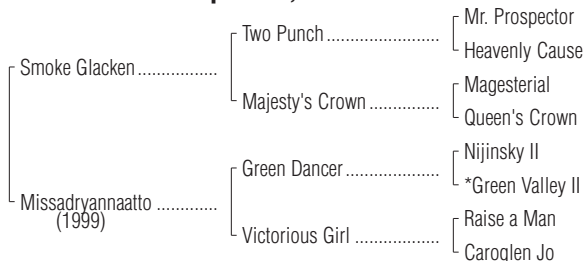 Mr. Prospector
Two Punch
Heavenly Cause
Smoke Glacken
Magesterial
Majesty's Crown
Queen's Crown
Nijinsky II
Green Dancer
*Green Valley II
Missadryannaatto
(1999)
Raise a Man
Victorious Girl
Caroglen Jo